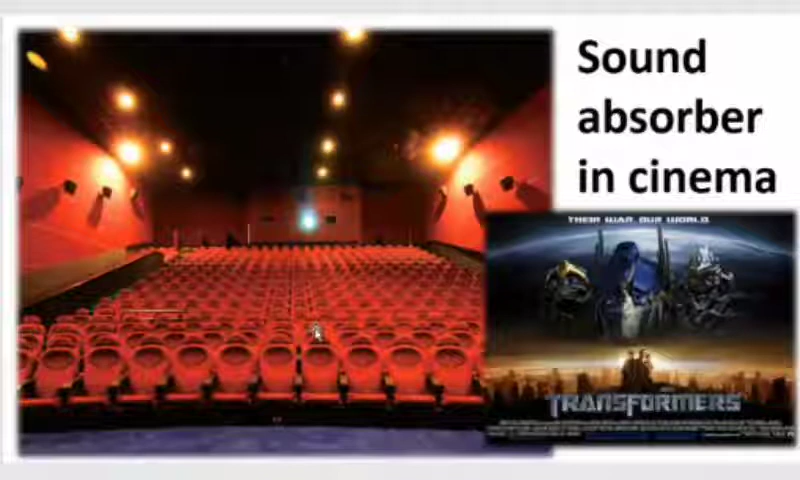 Sound
absorber
in cinema
THEIR WAR. OUR WORLD.
TRANSFORMERS